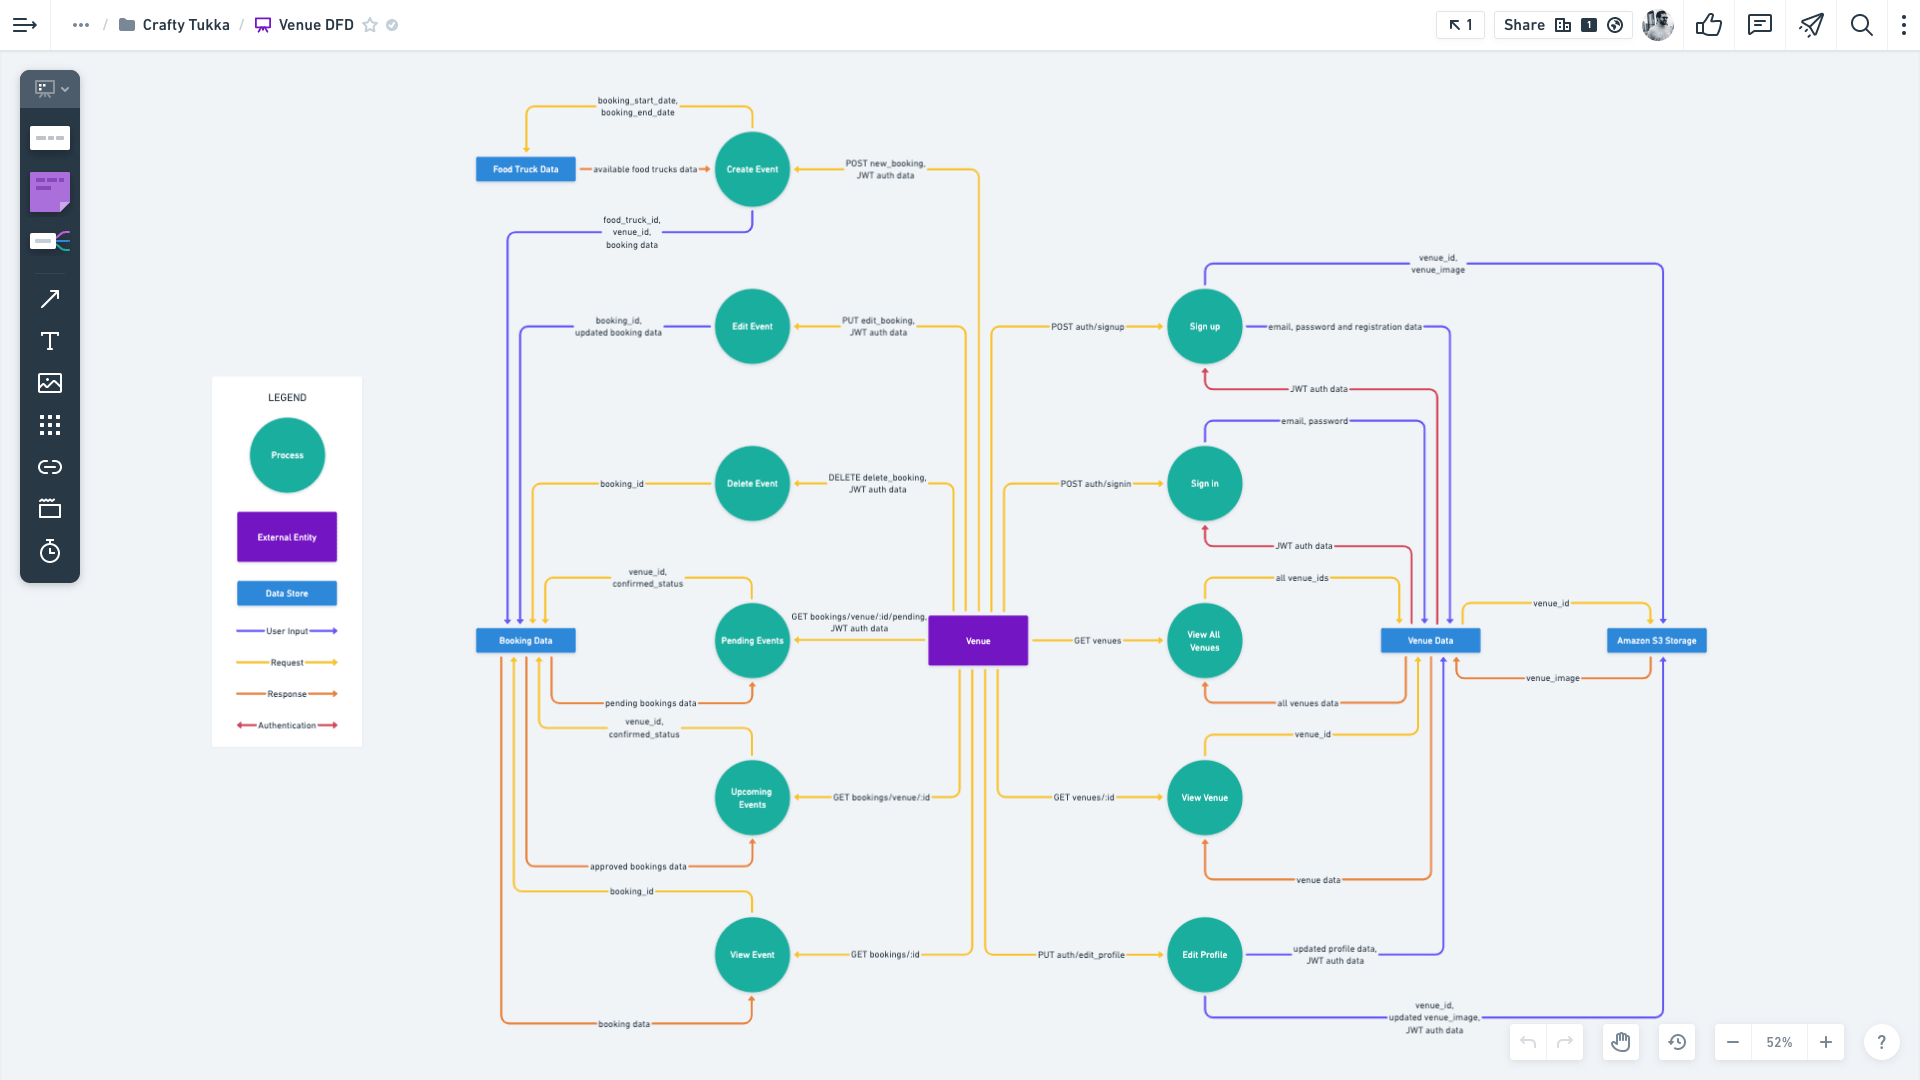 Crafty Tukka
Venue DFD
1
Share
1
booking_start_date,
booking_end_date
Food Truck Data
available food trucks data
Create Event
POST new_booking,
JWT auth data
food_truck_id,
venue_id,
booking data
venue_id,
venue_image
booking_id,
updated booking data
Edit Event
PUT edit_booking,
JWT auth data
POST auth/signup
Sign up
email, password and registration data
JWT auth data
LEGEND
Process
External Entity
Data Store
User Input
Request
Response
Authentication
email, password
booking_id
Delete Event
DELETE delete_booking,
JWT auth data
POST auth/signin
Sign in
JWT auth data
venue_id,
confirmed_status
all venue_ids
GET bookings/venue/:id/pending,
JWT auth data
venue_id
Booking Data
Pending Events
Venue
GET venues
View All
Venues
Venue Data
Amazon S3 Storage
venue_image
pending bookings data
all venues data
venue_id,
confirmed_status
venue_id
Upcoming
Events
GET bookings/venue/:id
GET venues/:id
View Venue
approved bookings data
venue data
booking_id
View Event
GET bookings/:id
PUT auth/edit_profile
Edit Profile
updated profile data,
JWT auth data
booking data
venue_id,
updated venue_image,
JWT auth data
52%
?